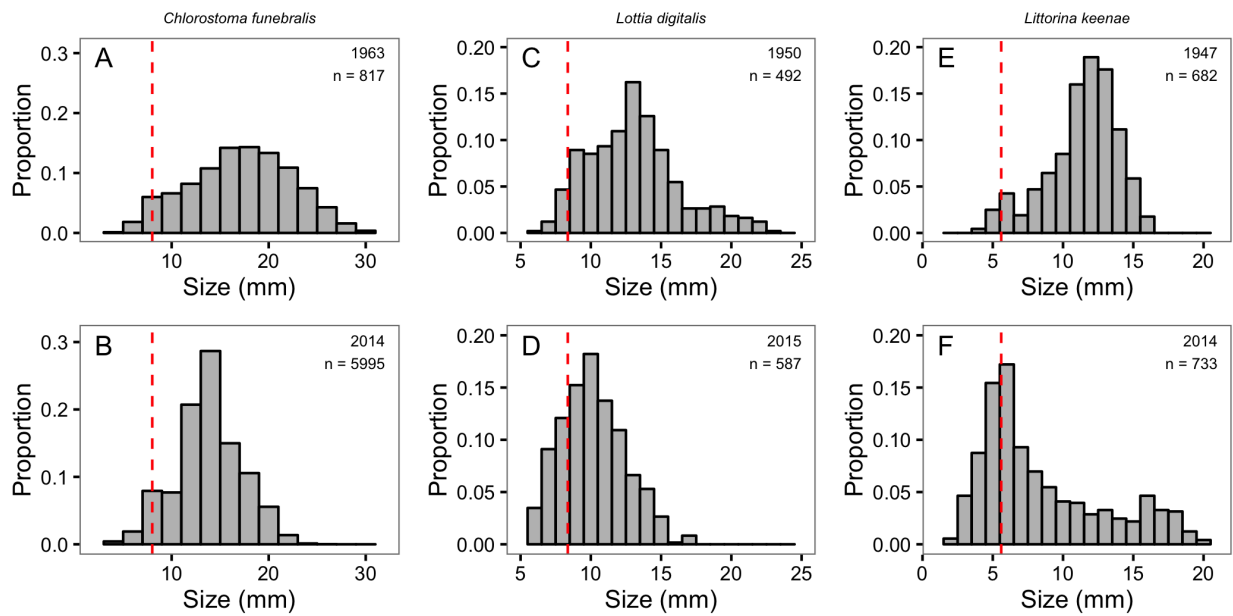 Chlorostoma funebralis
Lottia digitalis
Littorina keenae
A
1963
n = 817
0.3
0.2
0.1
0.0
Proportion
10
20
30
Size (mm)
C
1950
n = 492
0.20
0.15
0.10
0.05
0.00
Proportion
5
10
15
20
25
Size (mm)
E
1947
n = 682
0.20
0.15
0.10
0.05
0.00
Proportion
0
5
10
15
20
Size (mm)
B
2014
n = 5995
0.3
0.2
0.1
0.0
Proportion
10
20
30
Size (mm)
D
2015
n = 587
0.20
0.15
0.10
0.05
0.00
Proportion
5
10
15
20
25
Size (mm)
F
2014
n = 733
0.20
0.15
0.10
0.05
0.00
Proportion
0
5
10
15
20
Size (mm)